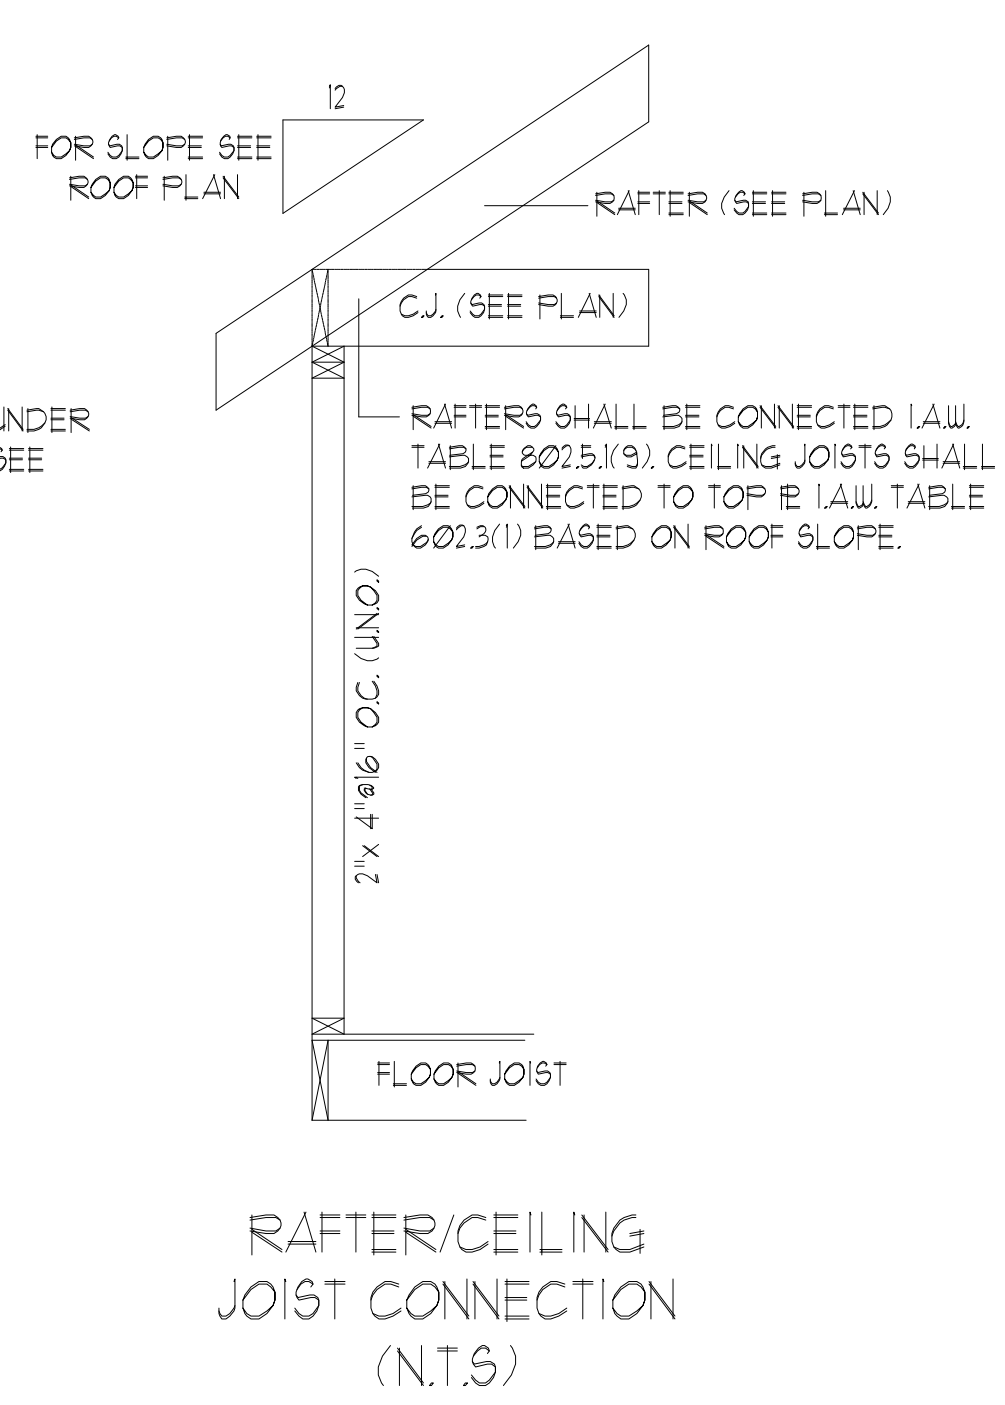 12
FOR SLOPE SEE
ROOF PLAN
RAFTER (SEE PLAN)
C.J. (SEE PLAN)
UNDER
SEE
RAFTERS SHALL BE CONNECTED I.A.W.
TABLE 802.5.1(9). CEILING JOISTS SHALL
BE CONNECTED TO TOP PL I.A.W. TABLE
602.3(1) BASED ON ROOF SLOPE.
2"x 4"@16" O.C. (U.N.O.)
FLOOR JOIST
RAFTER/CEILING
JOIST CONNECTION
(N.T.S)